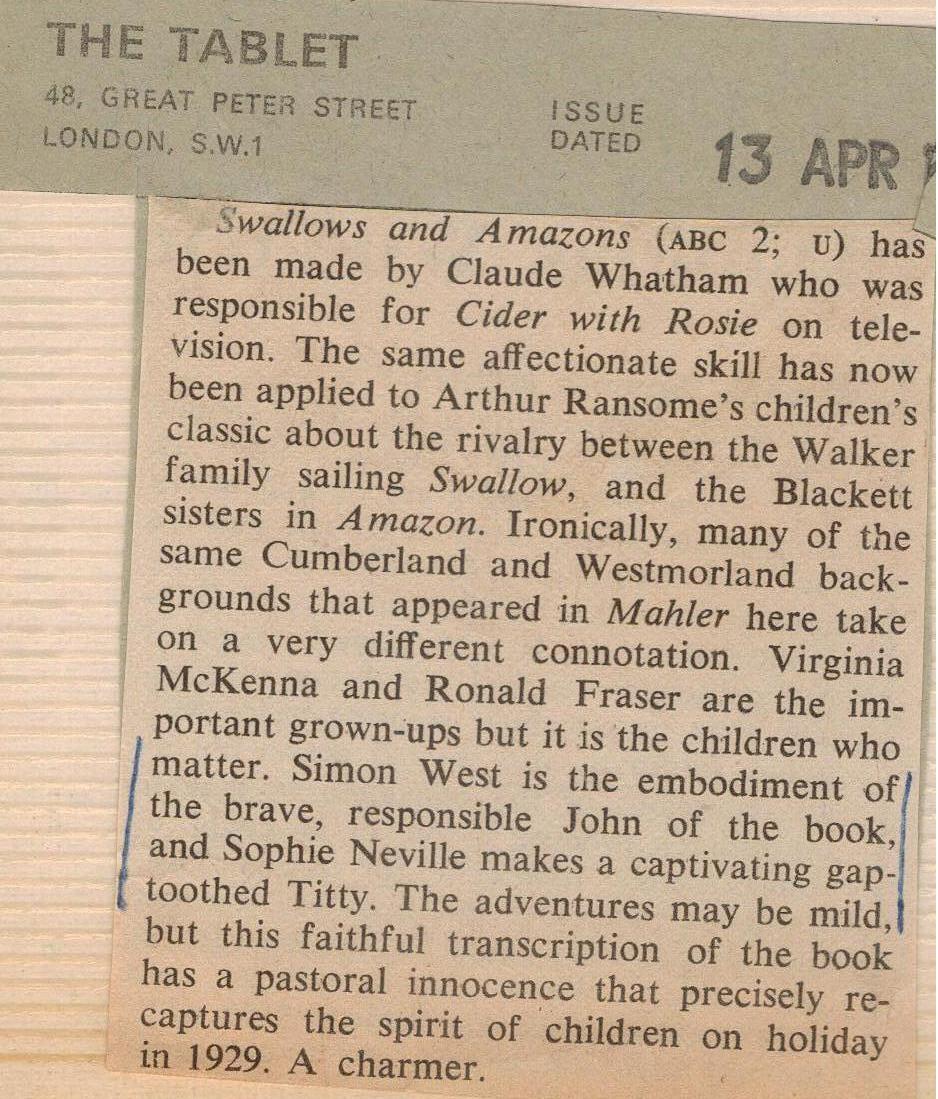 THE TABLET
48, GREAT PETER STREET
LONDON, S.W.1
ISSUE
DATED
13 APR
Swallows and Amazons (ABC 2; U) has
been made by Claude Whatham who was
responsible for Cider with Rosie on tele-
vision. The same affectionate skill has now
been applied to Arthur Ransome's children's
classic about the rivalry between the Walker
family sailing Swallow, and the Blackett
sisters in Amazon. Ironically, many of the
same Cumberland and Westmorland back-
grounds that appeared in Mahler here take
on a very different connotation. Virginia
McKenna and Ronald Fraser are the im-
portant grown-ups but it is the children who
matter. Simon West is the embodiment of
the brave, responsible John of the book,
and Sophie Neville makes a captivating gap-
toothed Titty. The adventures may be mild,
but this faithful transcription of the book
has a pastoral innocence that precisely re-
captures the spirit of children on holiday
in 1929. A charmer.